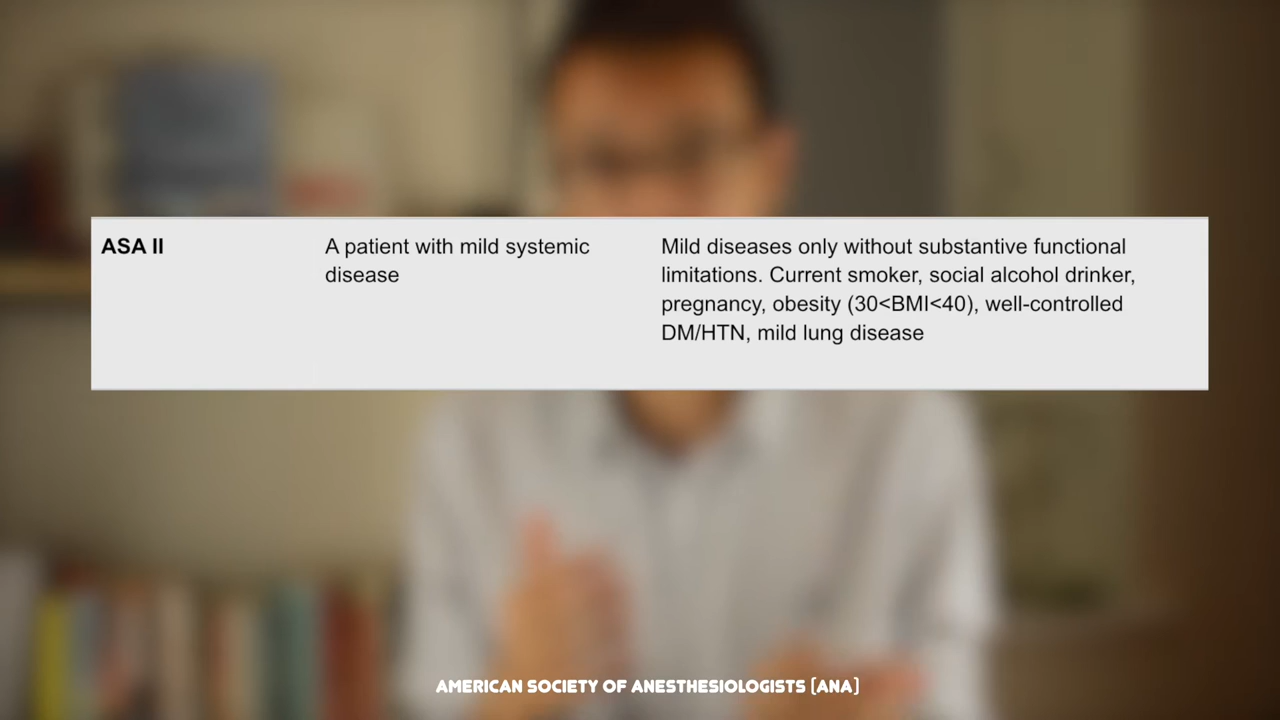 ASA II
A patient with mild systemic
disease
Mild diseases only without substantive functional
limitations. Current smoker, social alcohol drinker,
pregnancy, obesity (30<BMI<40), well-controlled
DM/HTN, mild lung disease
AMERICAN SOCIETY OF ANESTHESIOLOGISTS (ANA)